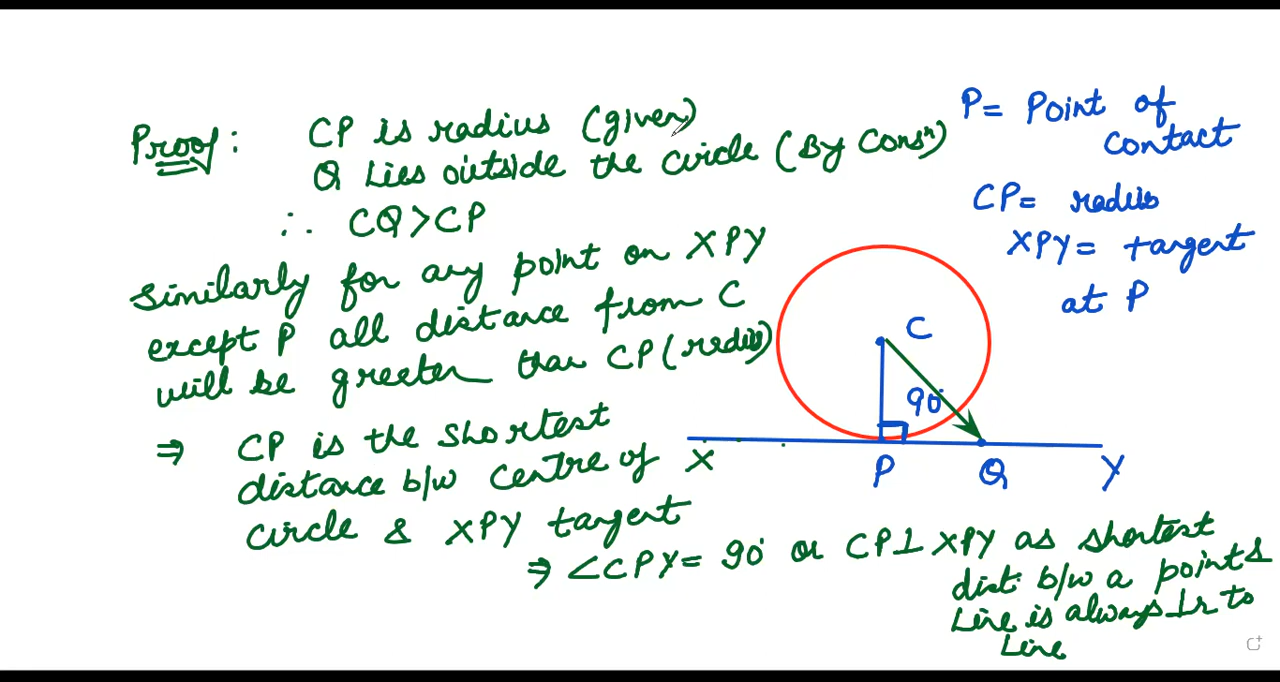 Proof: CP is radius (given)
Q Lies outside the circle (By Consⁿ)
∴ CQ>CP
Similarly for any point on XPY
except P all distance from C
will be greeter than CP (radius)
⇒ CP is the shortest
distance b/w centre of
circle & XPY tangent
⇒ ∠CPY= 90° or CP⊥ XPY as shortest
dist. b/w a point &
Line is always ⊥r to
Line
P= Point of
contact
CP= radius
XPY= tangent
at P
C
90°
X
P
Q
Y